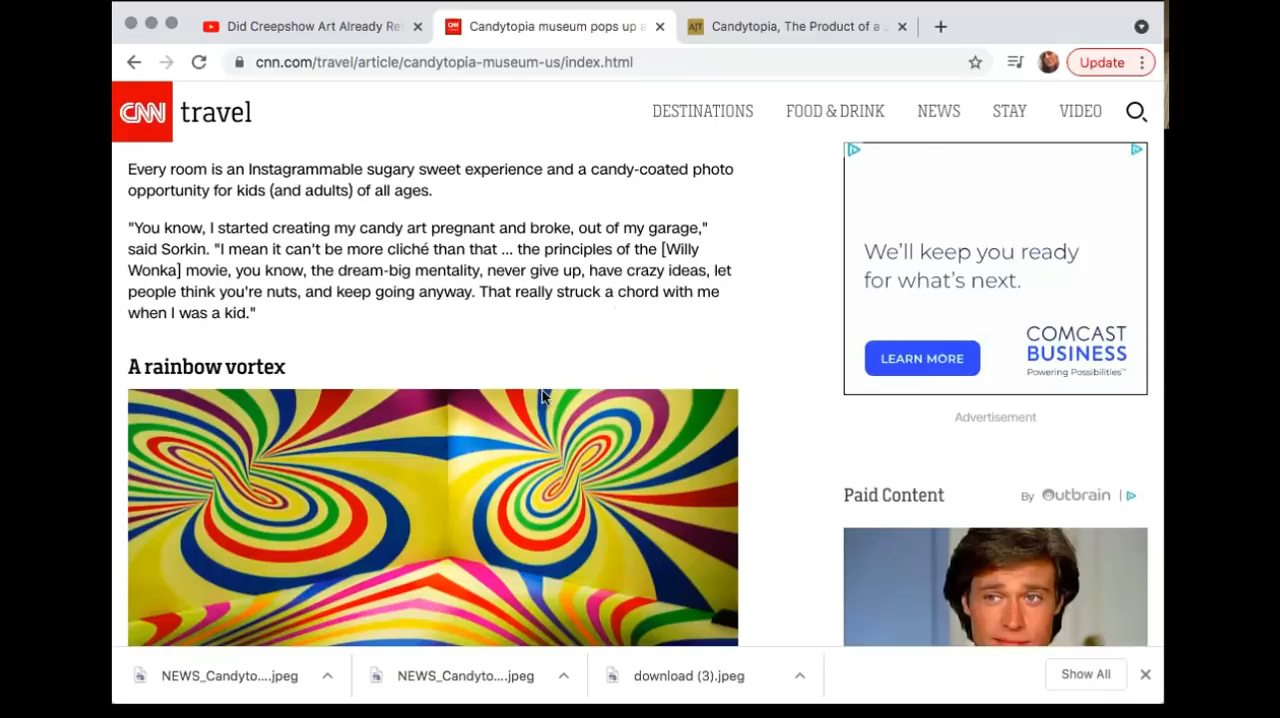 Did Creepshow Art Already Re
Candytopia museum pops up a
AJT
Candytopia, The Product of a
cnn.com/travel/article/candytopia-museum-us/index.html
Update
CNN travel
DESTINATIONS
FOOD & DRINK
NEWS
STAY
VIDEO
Every room is an Instagrammable sugary sweet experience and a candy-coated photo
opportunity for kids (and adults) of all ages.
"You know, I started creating my candy art pregnant and broke, out of my garage,"
said Sorkin. "I mean it can't be more cliché than that ... the principles of the [Willy
Wonka] movie, you know, the dream-big mentality, never give up, have crazy ideas, let
people think you're nuts, and keep going anyway. That really struck a chord with me
when I was a kid."
A rainbow vortex
We'll keep you ready
for what's next.
COMCAST
BUSINESS
Powering Possibilities™
LEARN MORE
Advertisement
Paid Content
By Outbrain
NEWS_Candyto....jpeg
NEWS_Candyto....jpeg
download (3).jpeg
Show All